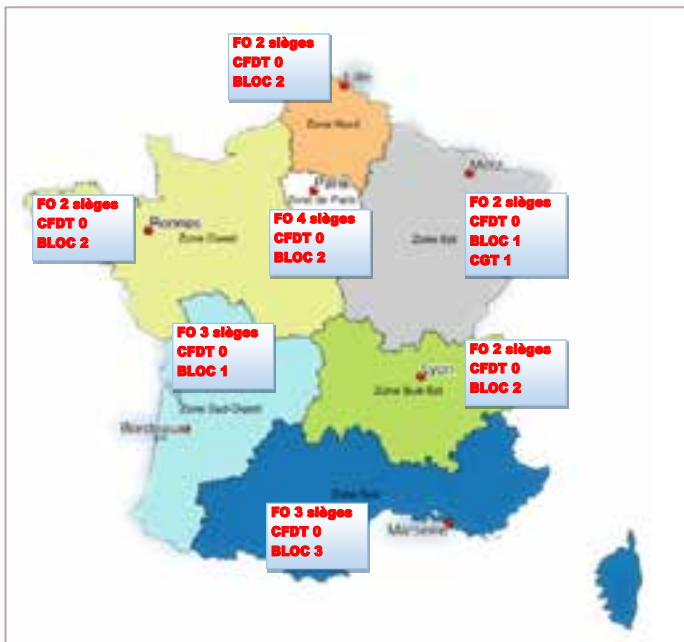 FO 2 sièges
CFDT 0
BLOC 2
Lille
Zone Nord
Metz
Paris
Zone de Paris
FO 2 sièges
CFDT 0
BLOC 2
Rennes
Zone Ouest
FO 4 sièges
CFDT 0
BLOC 2
Zone Est
FO 2 sièges
CFDT 0
BLOC 1
CGT 1
FO 3 sièges
CFDT 0
BLOC 1
FO 2 sièges
CFDT 0
BLOC 2
Lyon
Zone Sud-Est
Zone Sud-Ouest
Bordeaux
Zone Sud
FO 3 sièges
CFDT 0
BLOC 3
Marseille